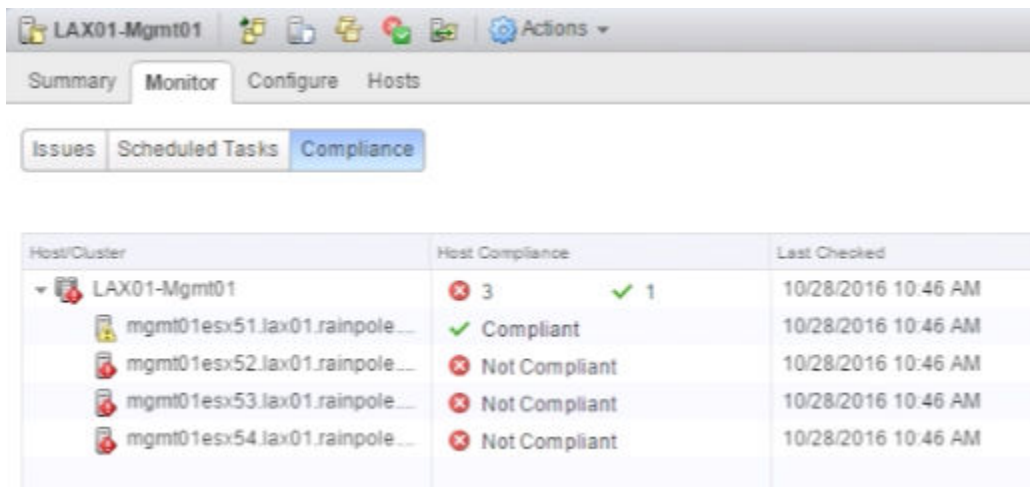 LAX01-Mgmt01 Actions
Summary Monitor Configure Hosts
Issues Scheduled Tasks Compliance
Host/Cluster Host Compliance Last Checked
LAX01-Mgmt01 3 1 10/28/2016 10:46 AM
mgmt01esx51.lax01.rainpole.... Compliant 10/28/2016 10:46 AM
mgmt01esx52.lax01.rainpole.... Not Compliant 10/28/2016 10:46 AM
mgmt01esx53.lax01.rainpole.... Not Compliant 10/28/2016 10:46 AM
mgmt01esx54.lax01.rainpole.... Not Compliant 10/28/2016 10:46 AM